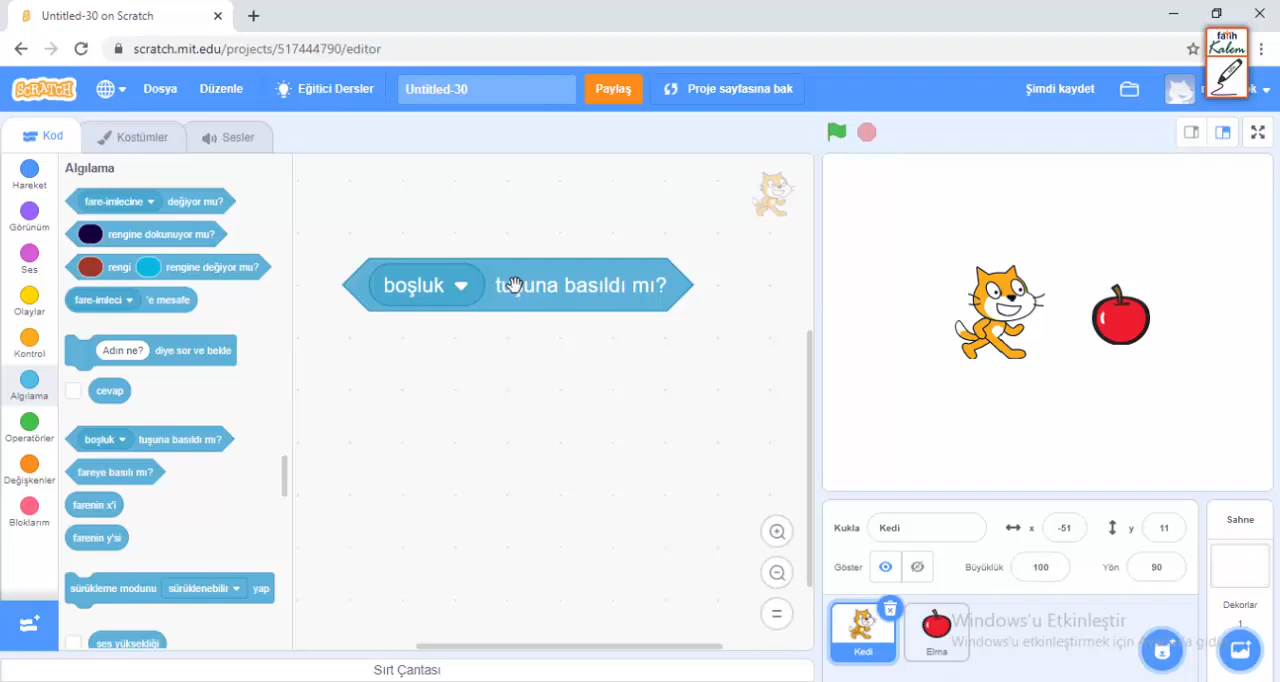 Untitled-30 on Scratch
scratch.mit.edu/projects/517444790/editor
fatih
Kalem
SCRATCH
Dosya
Düzenle
Eğitici Dersler
Untitled-30
Paylaş
Proje sayfasına bak
Şimdi kaydet
Kod
Kostümler
Sesler
Hareket
Görünüm
Ses
Olaylar
Kontrol
Algılama
Operatörler
Değişkenler
Bloklarım
Algılama
fare-imlecine değiyor mu?
rengine dokunuyor mu?
rengi rengine değiyor mu?
fare-imleci 'e mesafe
Adın ne? diye sor ve bekle
cevap
boşluk tuşuna basıldı mı?
fareye basılı mı?
farenin x'i
farenin y'si
sürükleme modunu sürüklenebilir yap
ses yüksekliği
boşluk tuşuna basıldı mı?
Sırt Çantası
Kukla Kedi x -51 y 11
Göster Büyüklük 100 Yön 90
Kedi
Elma
Sahne
Dekorlar
1
Windows'u Etkinleştir
Windows'u etkinleştirmek için